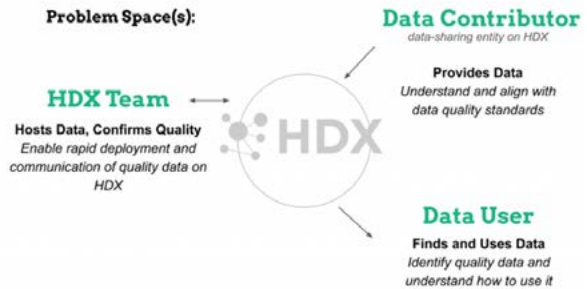 Problem Space(s):
Data Contributor
data-sharing entity on HDX
Provides Data
Understand and align with
data quality standards
HDX Team
Hosts Data, Confirms Quality
Enable rapid deployment and
communication of quality data on
HDX
HDX
Data User
Finds and Uses Data
Identify quality data and
understand how to use it